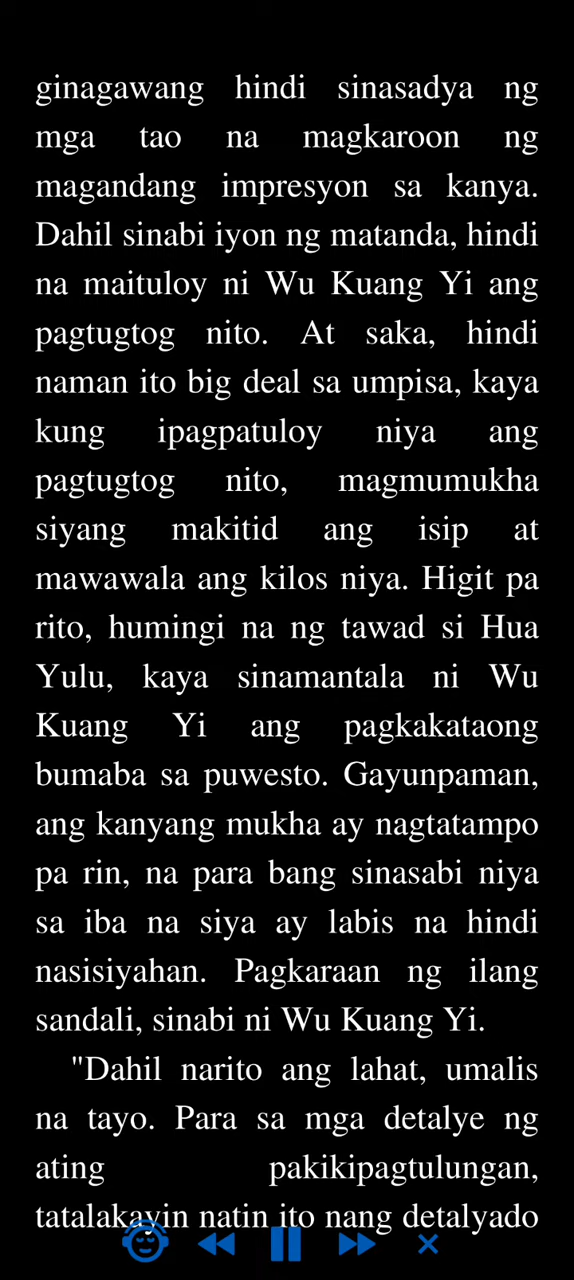 ginagawang hindi sinasadya ng
mga tao na magkaroon ng
magandang impresyon sa kanya.
Dahil sinabi iyon ng matanda, hindi
na maituloy ni Wu Kuang Yi ang
pagtugtog nito. At saka, hindi
naman ito big deal sa umpisa, kaya
kung ipagpatuloy niya ang
pagtugtog nito, magmumukha
siyang makitid ang isip at
mawawala ang kilos niya. Higit pa
rito, humingi na ng tawad si Hua
Yulu, kaya sinamantala ni Wu
Kuang Yi ang pagkakataong
bumaba sa puwesto. Gayunpaman,
ang kanyang mukha ay nagtatampo
pa rin, na para bang sinasabi niya
sa iba na siya ay labis na hindi
nasisiyahan. Pagkaraan ng ilang
sandali, sinabi ni Wu Kuang Yi.
"Dahil narito ang lahat, umalis
na tayo. Para sa mga detalye ng
ating pakikipagtulungan,
tatalakayin natin ito nang detalyado